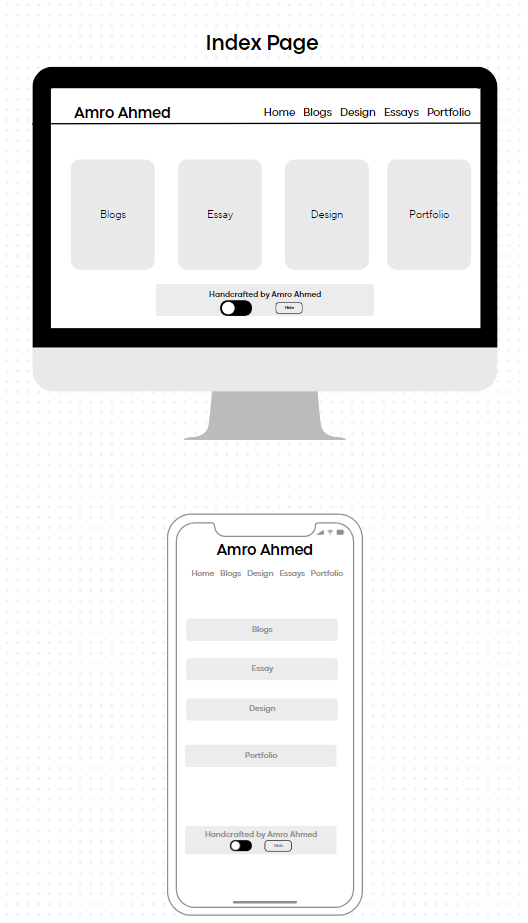 Index Page
Amro Ahmed
Home Blogs Design Essays Portfolio
Blogs Essay Design Portfolio
Handcrafted by Amro Ahmed
Hide
Amro Ahmed
Home Blogs Design Essays Portfolio
Blogs
Essay
Design
Portfolio
Handcrafted by Amro Ahmed
Hide